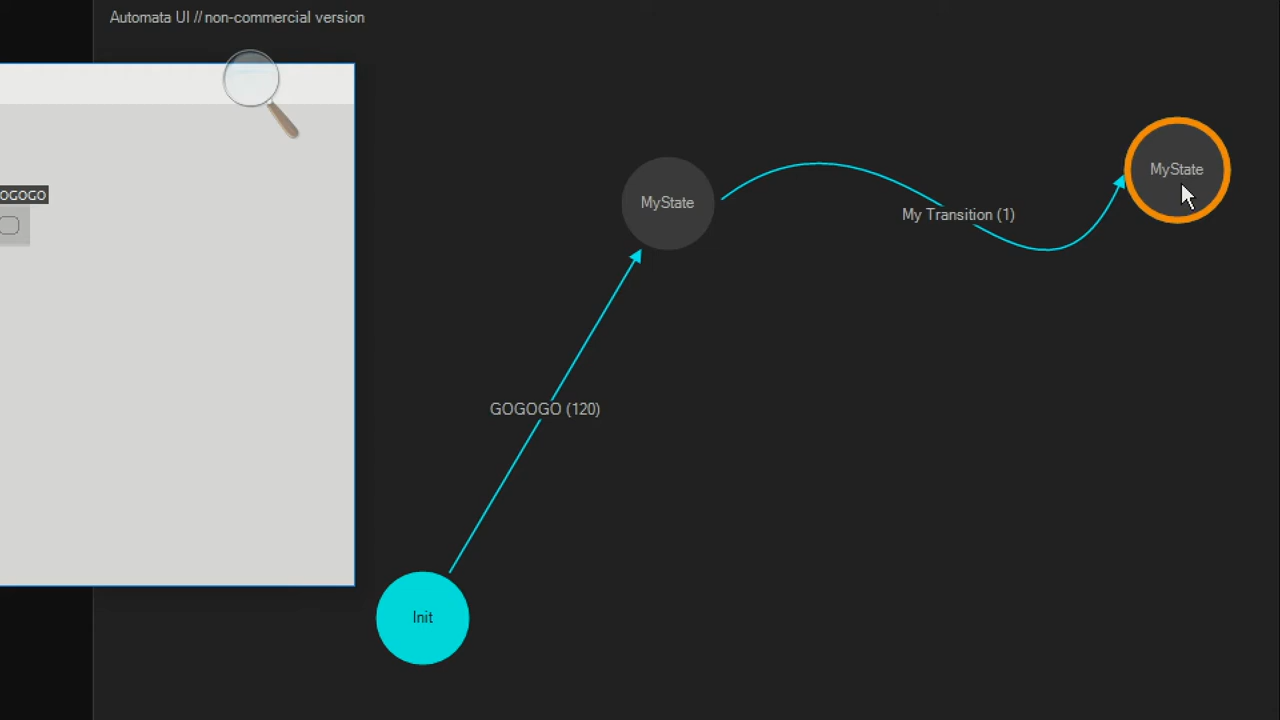 Automata UI // non-commercial version
OGOGO
MyState
MyState
My Transition (1)
GOGOGO (120)
Init